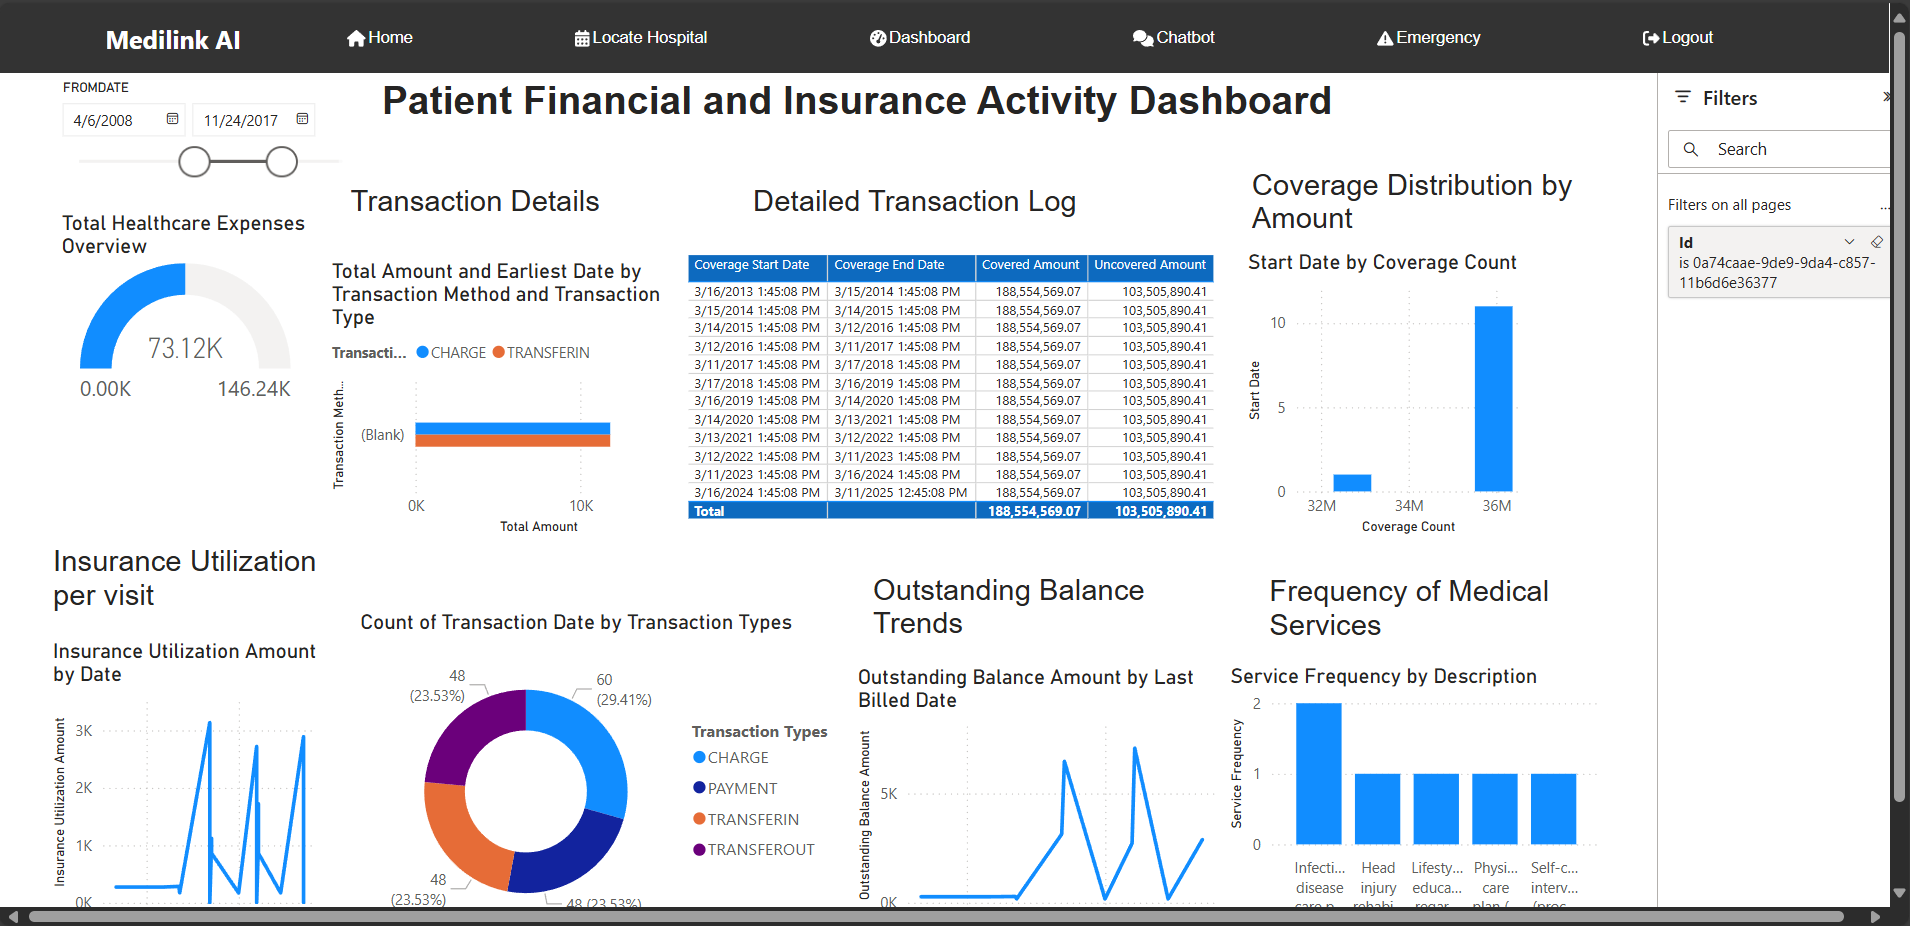 Medilink AI
Home
Locate Hospital
Dashboard
Chatbot
Emergency
Logout
FROMDATE
4/6/2008
11/24/2017
Patient Financial and Insurance Activity Dashboard
Filters
Search
Filters on all pages
...
Id
is 0a74caae-9de9-9da4-c857-
11b6d6e36377
Total Healthcare Expenses
Overview
73.12K
0.00K
146.24K
Transaction Details
Total Amount and Earliest Date by
Transaction Method and Transaction
Type
Transacti...
CHARGE
TRANSFERIN
Transaction Meth...
(Blank)
0K
10K
Total Amount
Detailed Transaction Log
Coverage Start Date Coverage End Date Covered Amount Uncovered Amount
3/16/2013 1:45:08 PM 3/15/2014 1:45:08 PM 188,554,569.07 103,505,890.41
3/15/2014 1:45:08 PM 3/14/2015 1:45:08 PM 188,554,569.07 103,505,890.41
3/14/2015 1:45:08 PM 3/12/2016 1:45:08 PM 188,554,569.07 103,505,890.41
3/12/2016 1:45:08 PM 3/11/2017 1:45:08 PM 188,554,569.07 103,505,890.41
3/11/2017 1:45:08 PM 3/17/2018 1:45:08 PM 188,554,569.07 103,505,890.41
3/17/2018 1:45:08 PM 3/16/2019 1:45:08 PM 188,554,569.07 103,505,890.41
3/16/2019 1:45:08 PM 3/14/2020 1:45:08 PM 188,554,569.07 103,505,890.41
3/14/2020 1:45:08 PM 3/13/2021 1:45:08 PM 188,554,569.07 103,505,890.41
3/13/2021 1:45:08 PM 3/12/2022 1:45:08 PM 188,554,569.07 103,505,890.41
3/12/2022 1:45:08 PM 3/11/2023 1:45:08 PM 188,554,569.07 103,505,890.41
3/11/2023 1:45:08 PM 3/16/2024 1:45:08 PM 188,554,569.07 103,505,890.41
3/16/2024 1:45:08 PM 3/11/2025 12:45:08 PM 188,554,569.07 103,505,890.41
Total 188,554,569.07 103,505,890.41
Coverage Distribution by
Amount
Start Date by Coverage Count
Start Date
10
5
0
32M
34M
36M
Coverage Count
Insurance Utilization
per visit
Insurance Utilization Amount
by Date
Insurance Utilization Amount
3K
2K
1K
0K
Count of Transaction Date by Transaction Types
48
(23.53%)
60
(29.41%)
48
(23.53%)
48 (23.53%)
Transaction Types
CHARGE
PAYMENT
TRANSFERIN
TRANSFEROUT
Outstanding Balance
Trends
Outstanding Balance Amount by Last
Billed Date
Outstanding Balance Amount
5K
0K
Frequency of Medical
Services
Service Frequency by Description
Service Frequency
2
1
0
Infecti...
disease
care p...
Head
injury
rehabi...
Lifesty...
educa...
regar...
Physi...
care
plan (...
Self-c...
interv...
(proc...